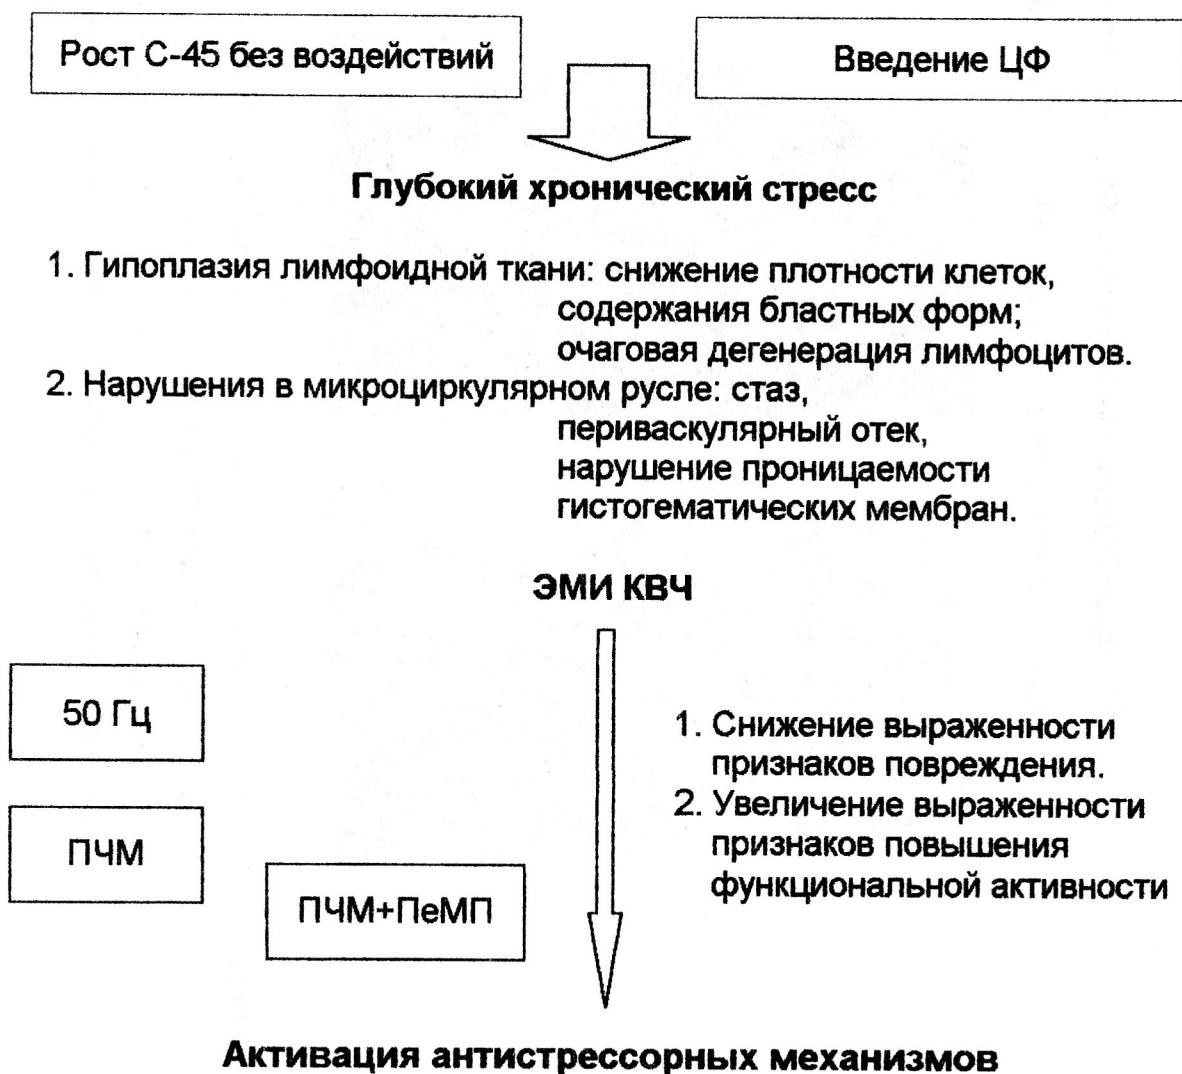 Рост С-45 без воздействий
Введение ЦФ
Глубокий хронический стресс
1. Гипоплазия лимфоидной ткани: снижение плотности клеток,
содержания бластных форм;
очаговая дегенерация лимфоцитов.
2. Нарушения в микроциркулярном русле: стаз,
периваскулярный отек,
нарушение проницаемости
гистогематических мембран.
ЭМИ КВЧ
50 Гц
ПЧМ
ПЧМ+ПеМП
1. Снижение выраженности
признаков повреждения.
2. Увеличение выраженности
признаков повышения
функциональной активности
Активация антистрессорных механизмов